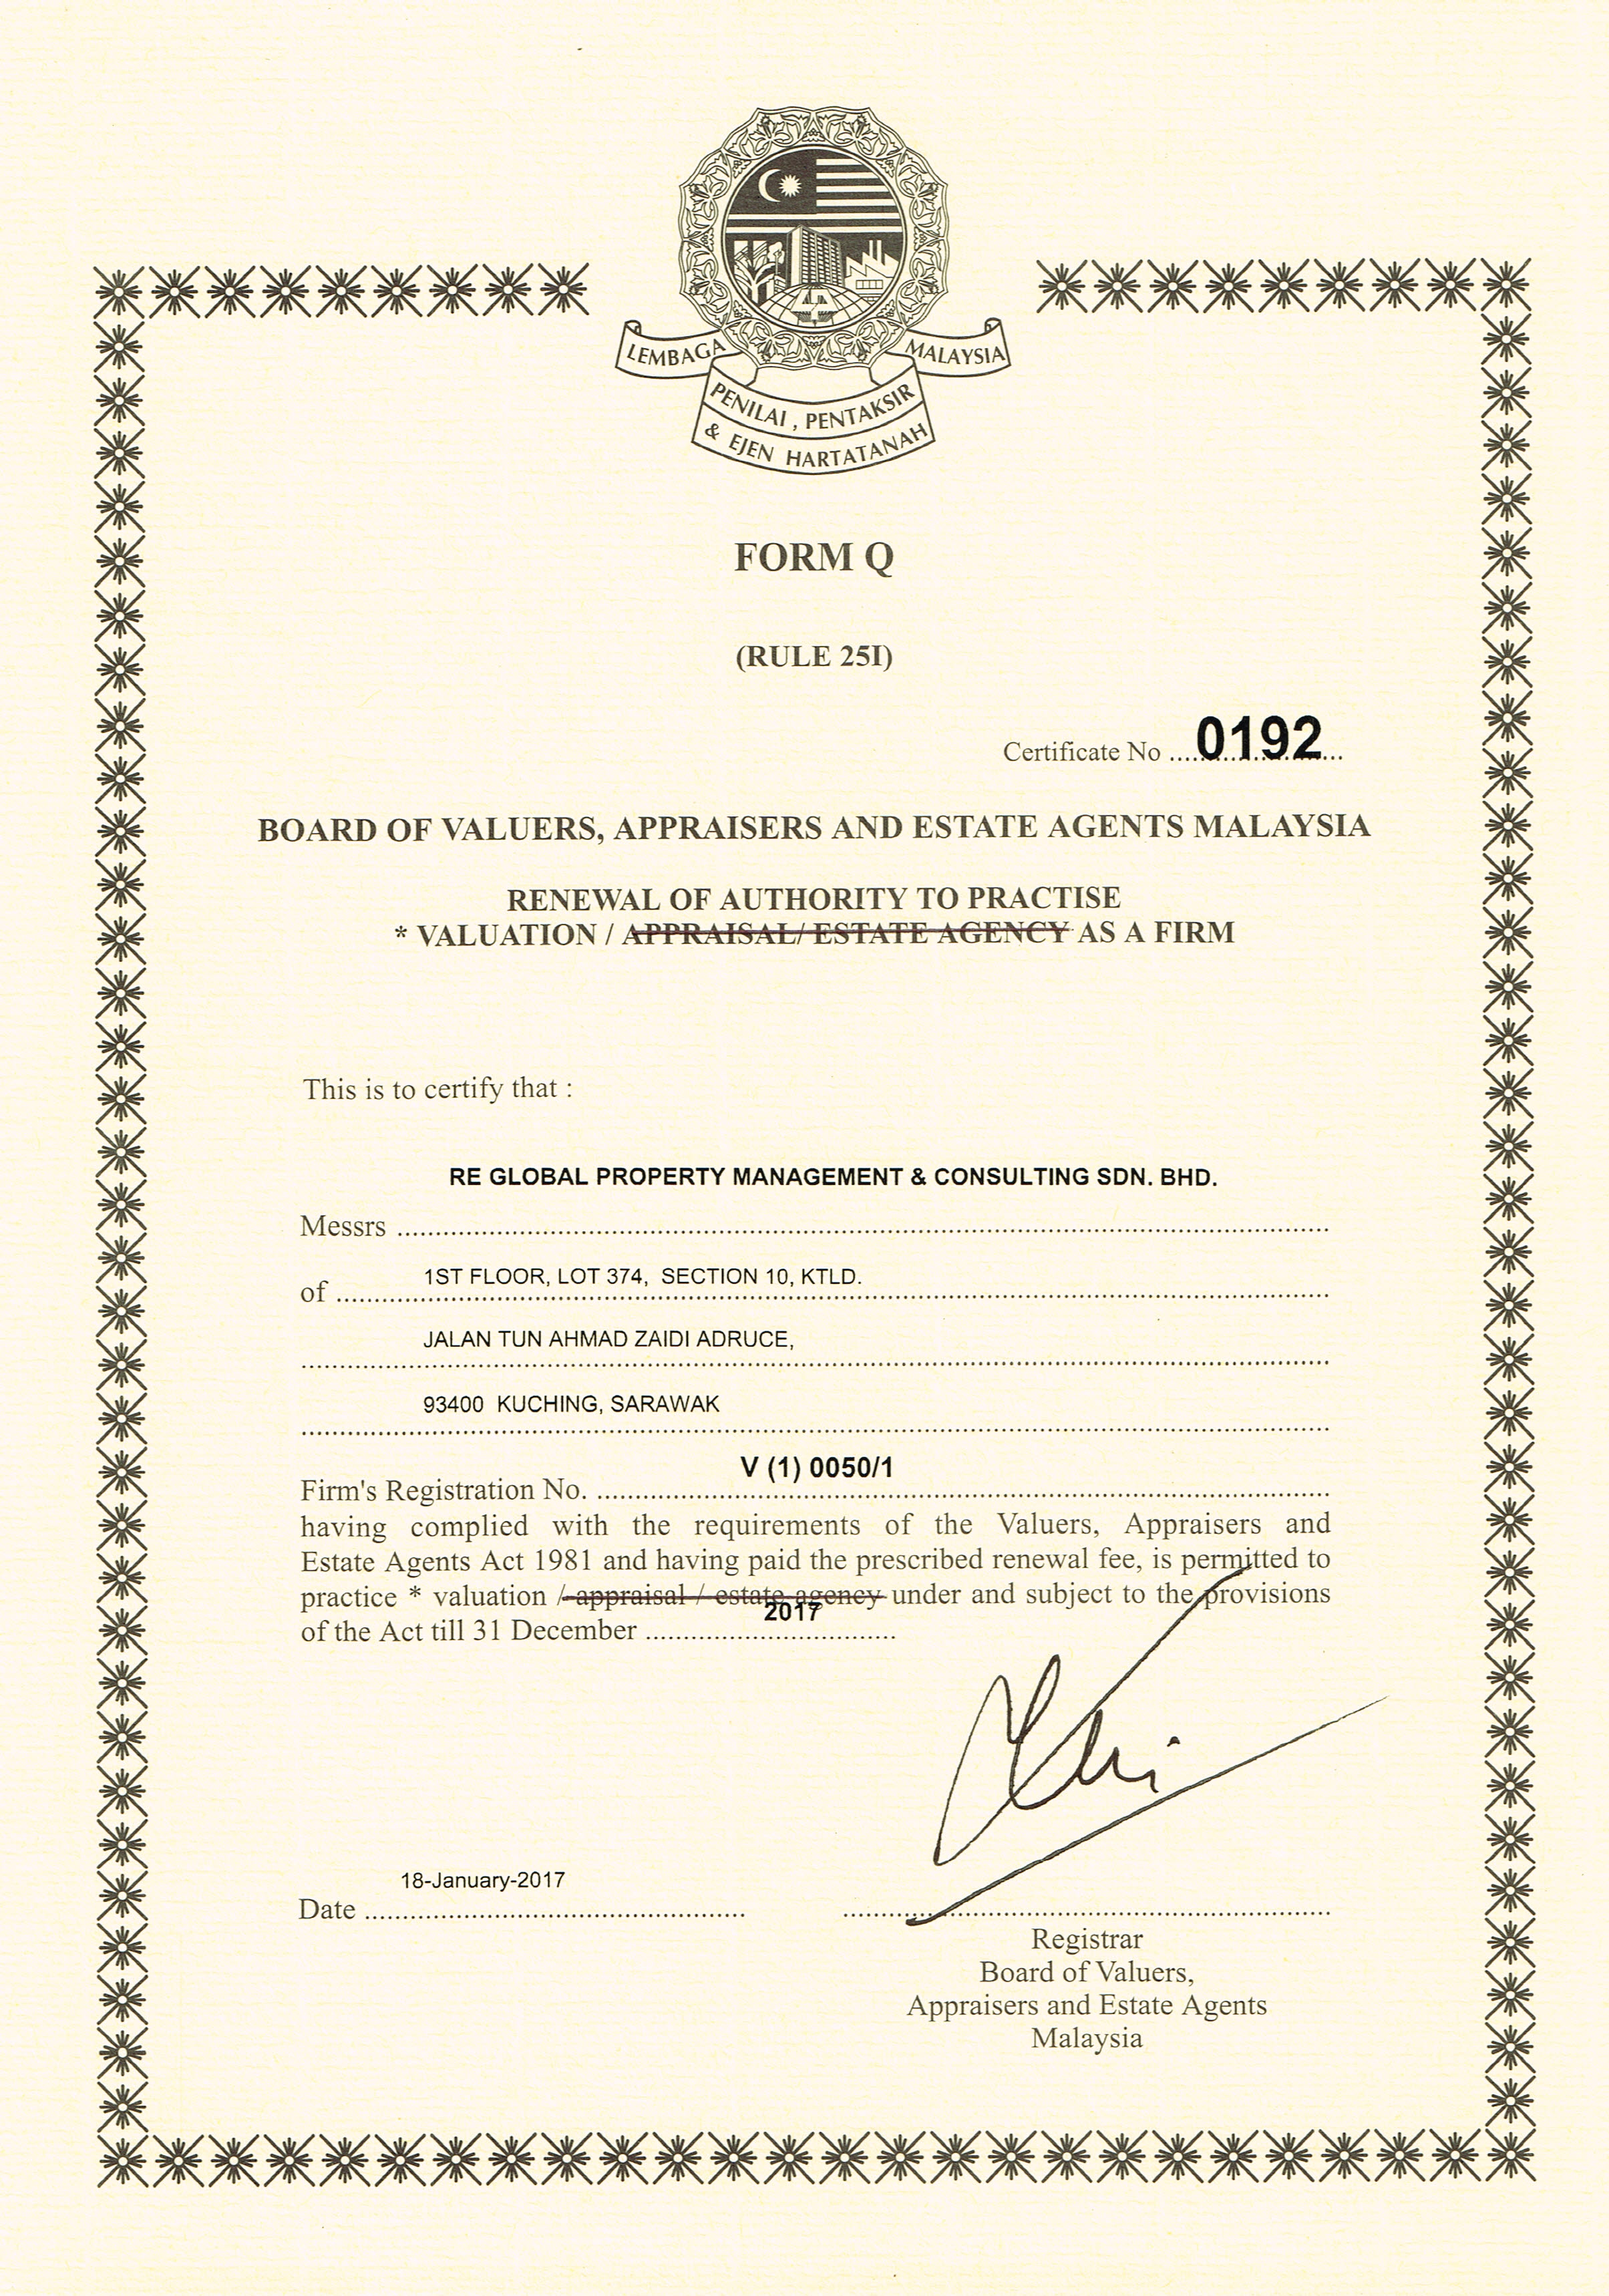 LEMBAGA
MALAYSIA
PENILAI, PENTAKSIR
& EJEN HARTATANAH
FORM Q
(RULE 25I)
Certificate No ....0192....
BOARD OF VALUERS, APPRAISERS AND ESTATE AGENTS MALAYSIA
RENEWAL OF AUTHORITY TO PRACTISE
* VALUATION / APPRAISAL/ ESTATE AGENCY AS A FIRM
This is to certify that :
RE GLOBAL PROPERTY MANAGEMENT & CONSULTING SDN. BHD.
Messrs
1ST FLOOR, LOT 374, SECTION 10, KTLD.
of
JALAN TUN AHMAD ZAIDI ADRUCE,
93400 KUCHING, SARAWAK
V (1) 0050/1
Firm's Registration No.
having complied with the requirements of the Valuers, Appraisers and
Estate Agents Act 1981 and having paid the prescribed renewal fee, is permitted to
practice * valuation / appraisal / estate agency under and subject to the provisions
2017
of the Act till 31 December
18-January-2017
Date
Registrar
Board of Valuers,
Appraisers and Estate Agents
Malaysia